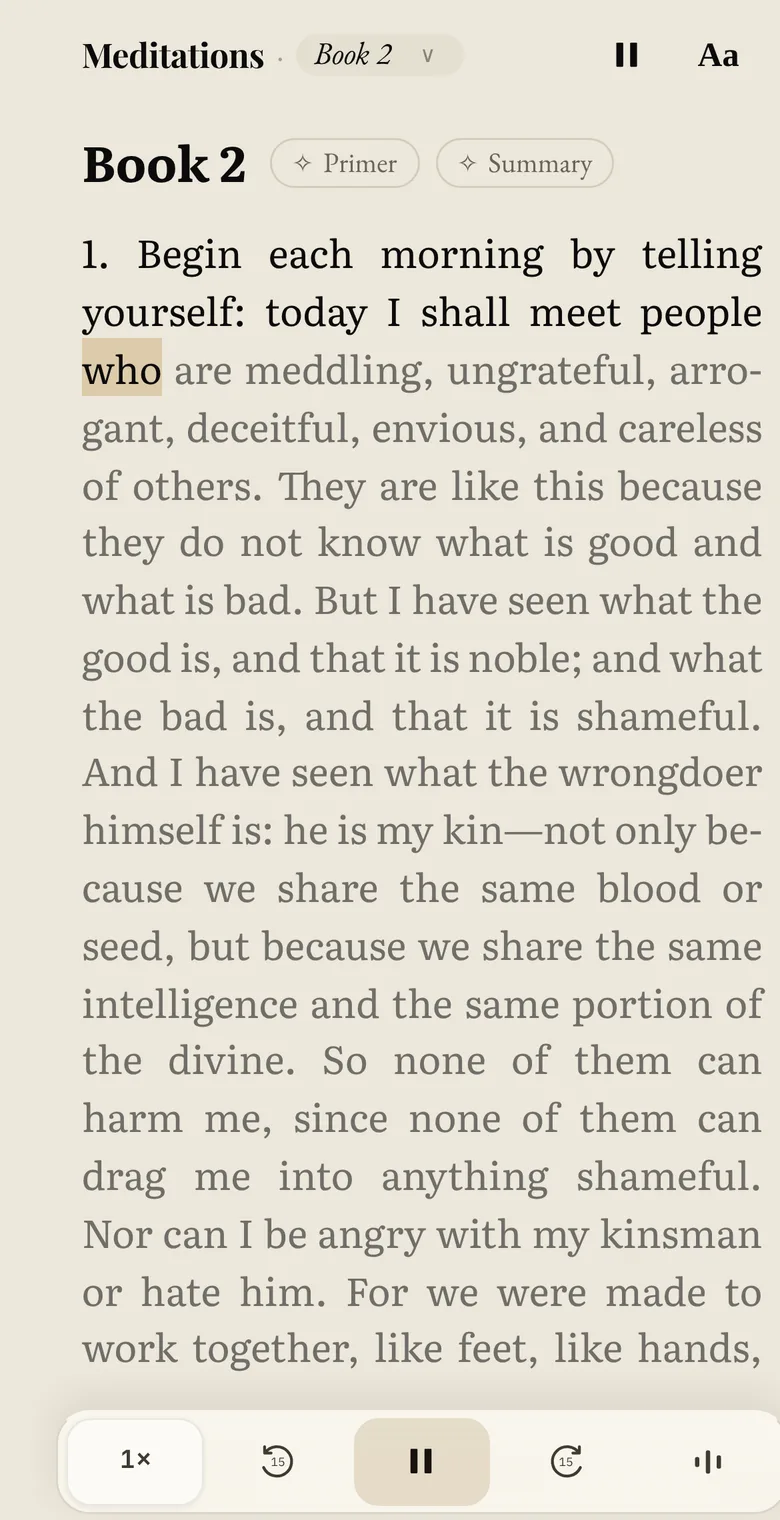 Meditations · Book 2 ∨ Aa
Book 2 ✧ Primer ✧ Summary
1. Begin each morning by telling
yourself: today I shall meet people
who are meddling, ungrateful, arro-
gant, deceitful, envious, and careless
of others. They are like this because
they do not know what is good and
what is bad. But I have seen what the
good is, and that it is noble; and what
the bad is, and that it is shameful.
And I have seen what the wrongdoer
himself is: he is my kin—not only be-
cause we share the same blood or
seed, but because we share the same
intelligence and the same portion of
the divine. So none of them can
harm me, since none of them can
drag me into anything shameful.
Nor can I be angry with my kinsman
or hate him. For we were made to
work together, like feet, like hands,
1× 15 15